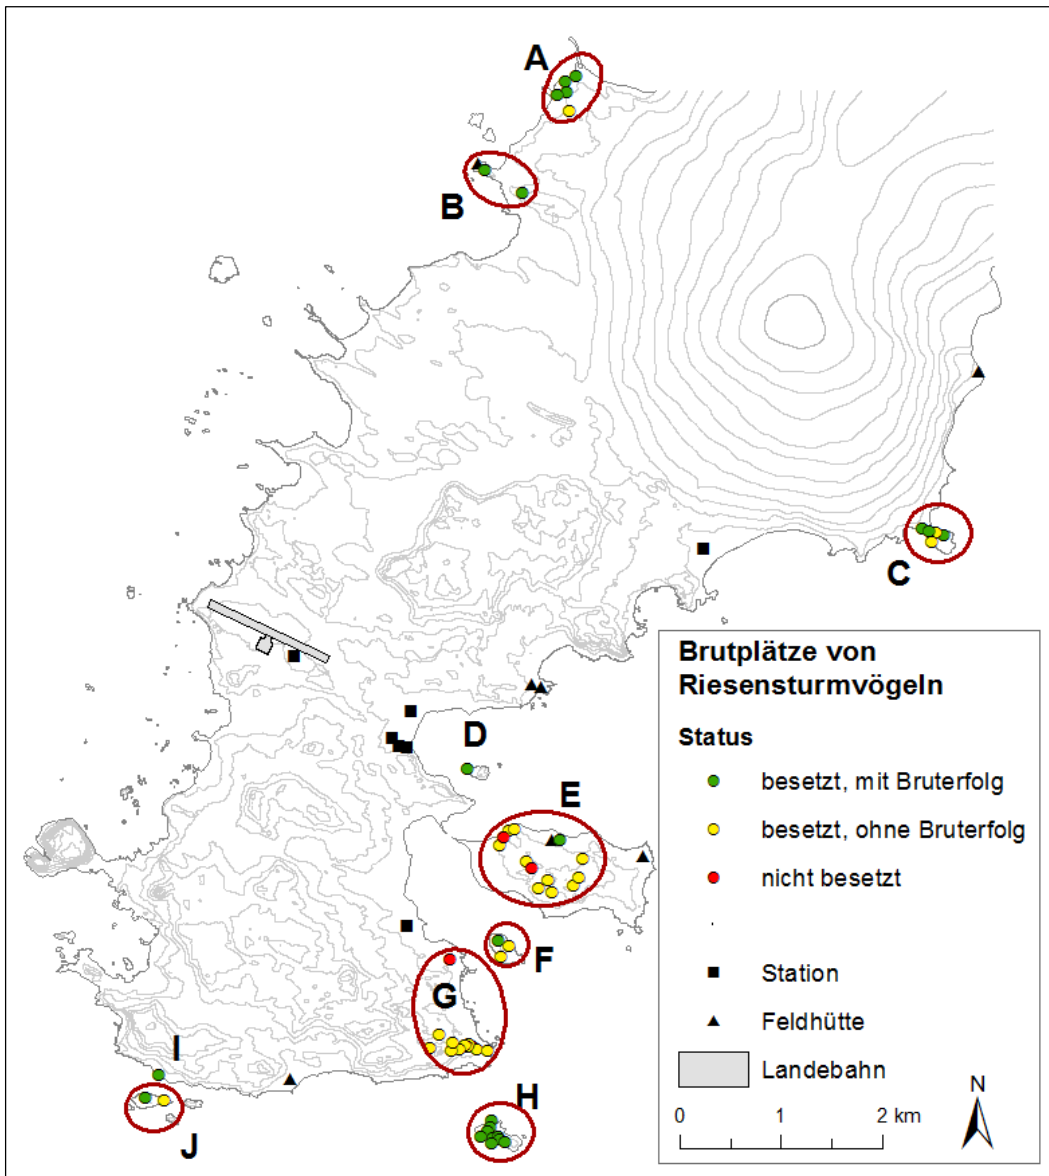 A
B
C
D
E
F
G
H
I
J
Brutplätze von
Riesensturmvögeln
Status
besetzt, mit Bruterfolg
besetzt, ohne Bruterfolg
nicht besetzt
Station
Feldhütte
Landebahn
N
0 1 2 km